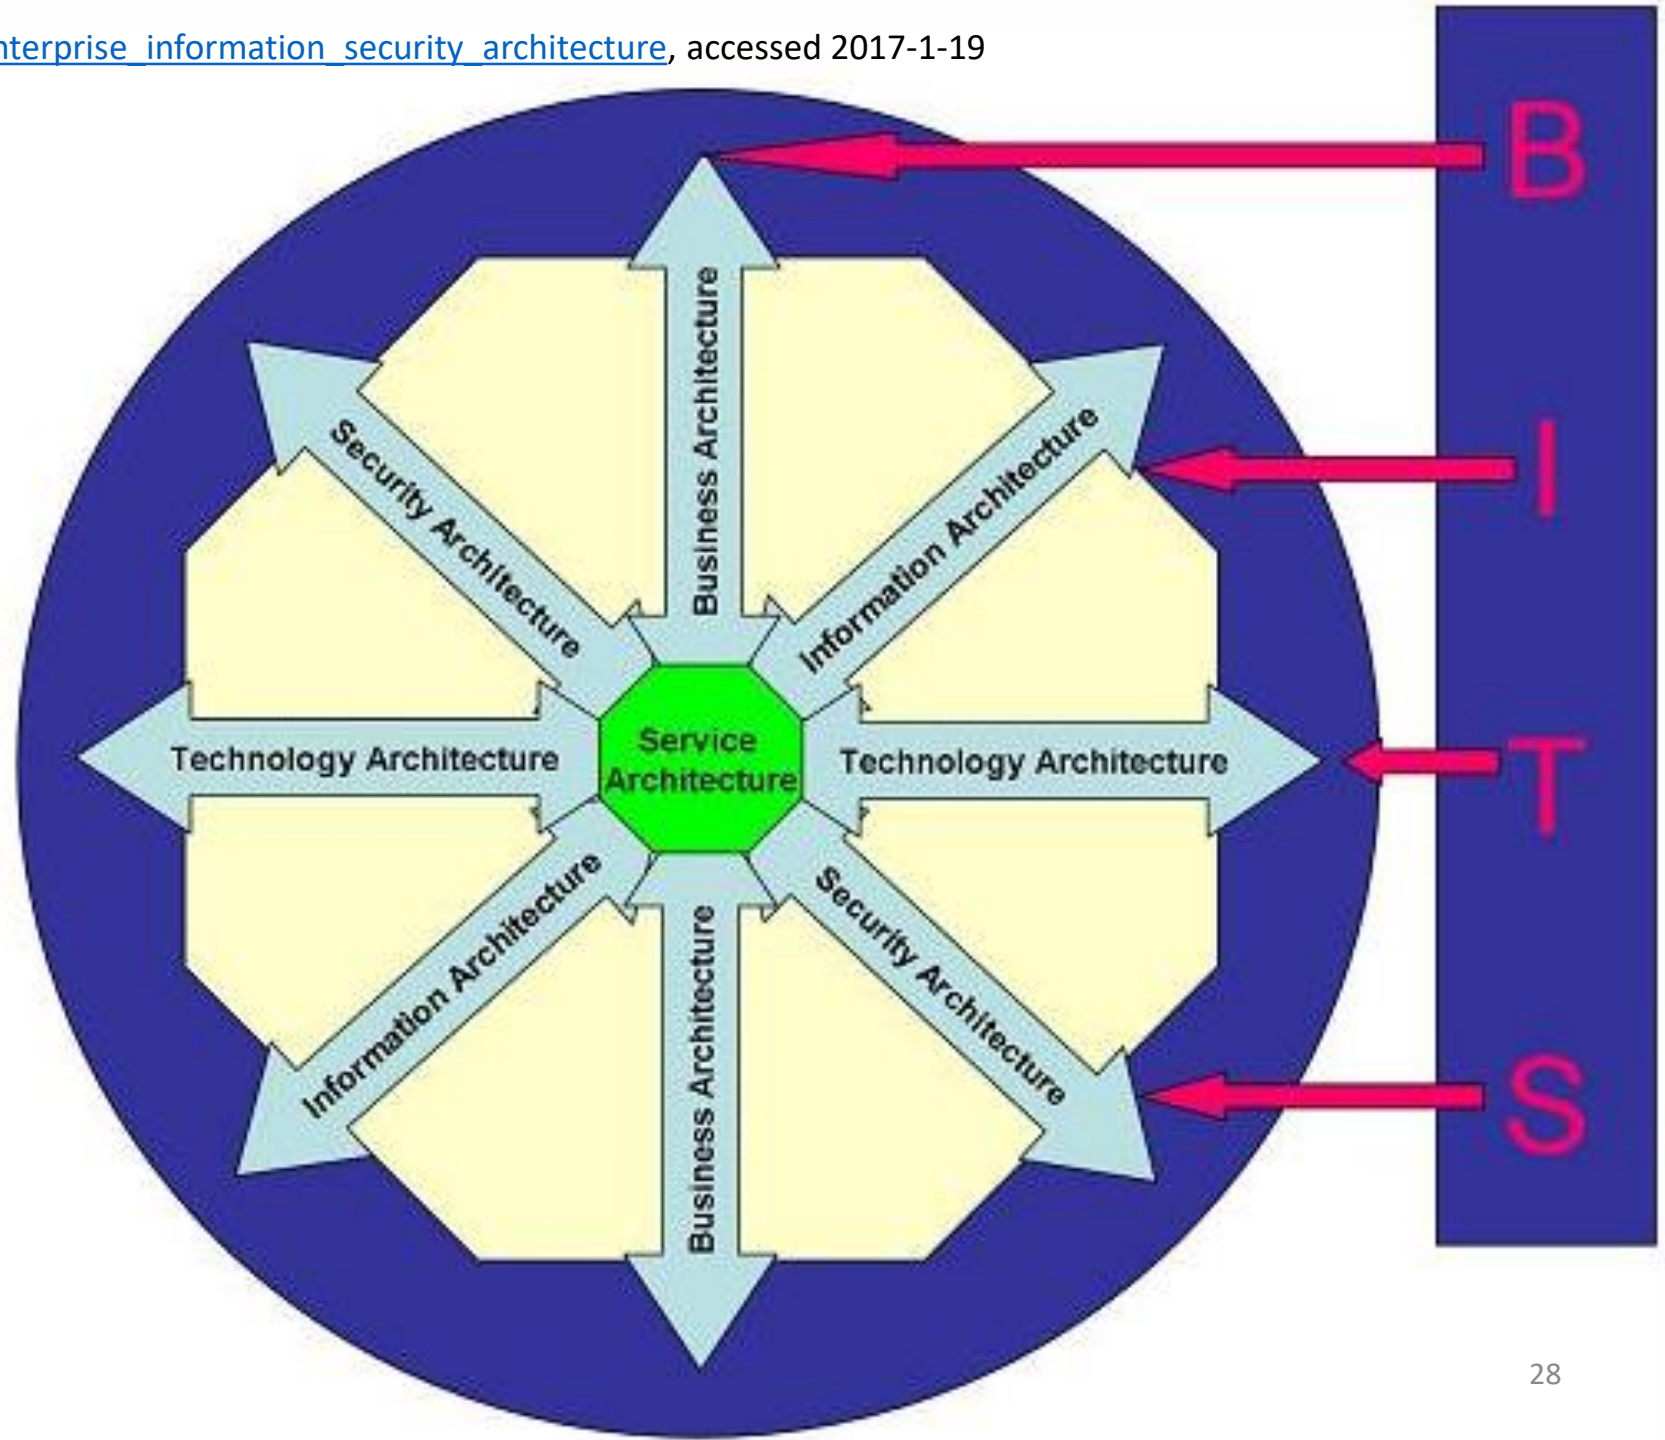 nterprise_information_security_architecture, accessed 2017-1-19
B
Business Architecture
Security Architecture
Information Architecture
I
Technology Architecture
Service
Architecture
Technology Architecture
T
Information Architecture
Business Architecture
Security Architecture
S
28